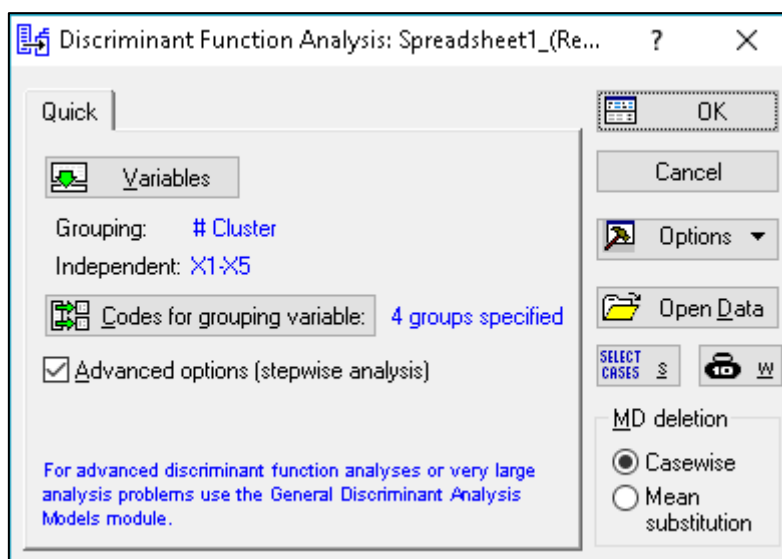 Discriminant Function Analysis: Spreadsheet1_(Re...
?
Quick
Variables
Grouping: # Cluster
Independent: X1-X5
Codes for grouping variable: 4 groups specified
Advanced options (stepwise analysis)
For advanced discriminant function analyses or very large
analysis problems use the General Discriminant Analysis
Models module.
OK
Cancel
Options
Open Data
SELECT
CASES S
W
MD deletion
Casewise
Mean
substitution